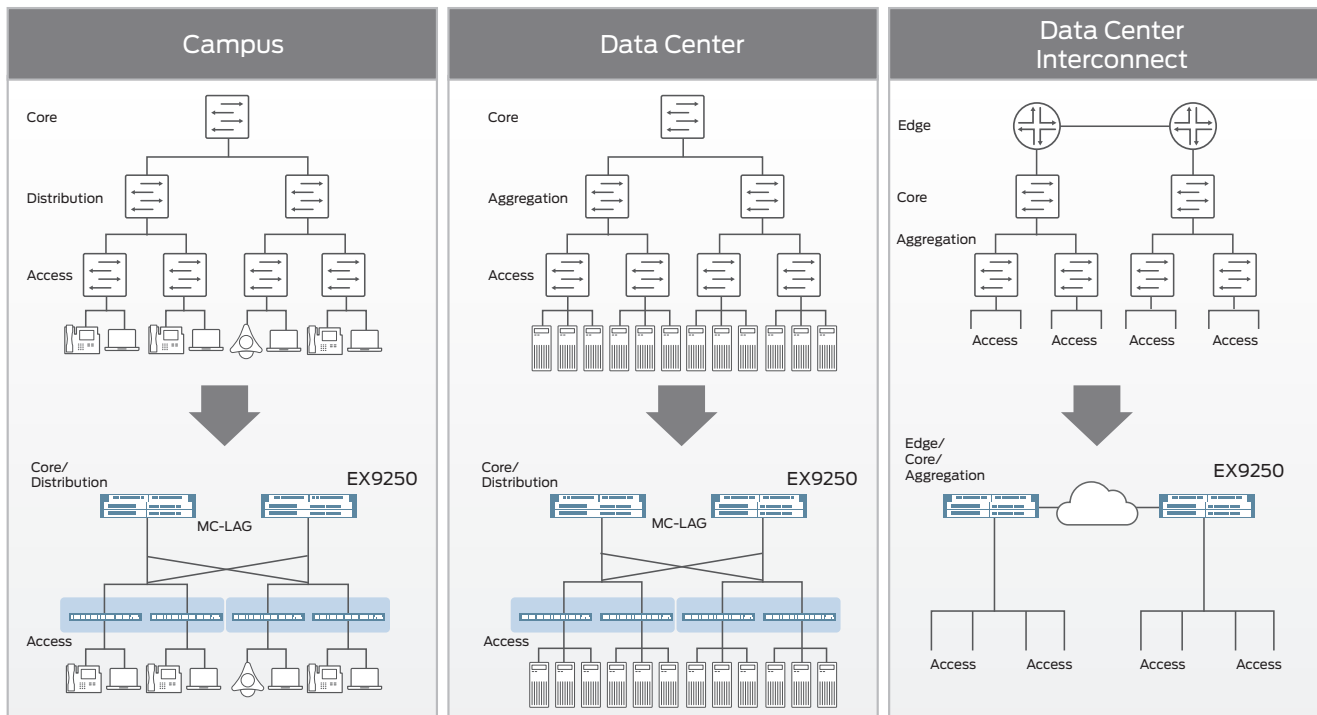 Campus
Core
Distribution
Access
Core/
Distribution
EX9250
MC-LAG
Access
Data Center
Core
Aggregation
Access
Core/
Distribution
EX9250
MC-LAG
Access
Data Center
Interconnect
Edge
Core
Aggregation
Access Access Access Access
Edge/
Core/
Aggregation
EX9250
Access Access Access Access